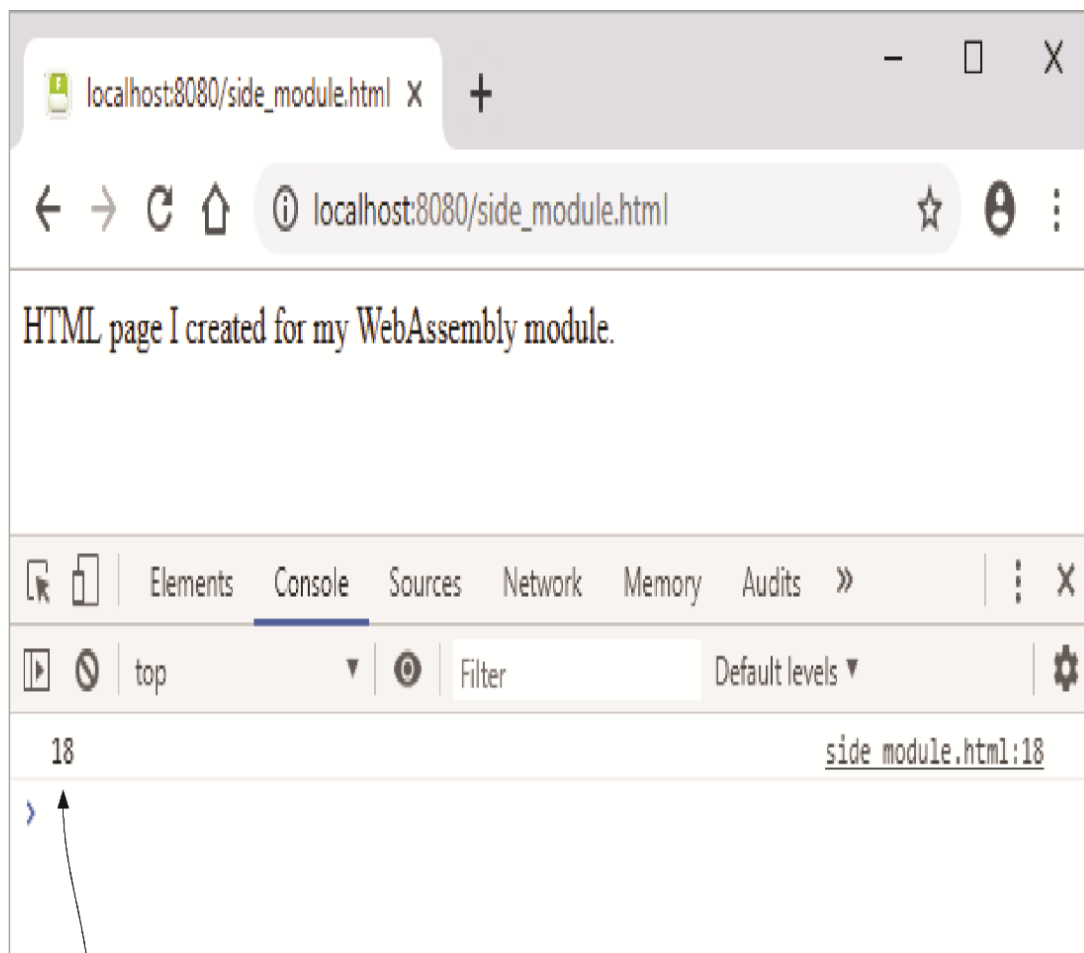 localhost:8080/side_module.html
localhost:8080/side_module.html
HTML page I created for my WebAssembly module.
Elements Console Sources Network Memory Audits »
top Filter Default levels
18 side_module.html:18